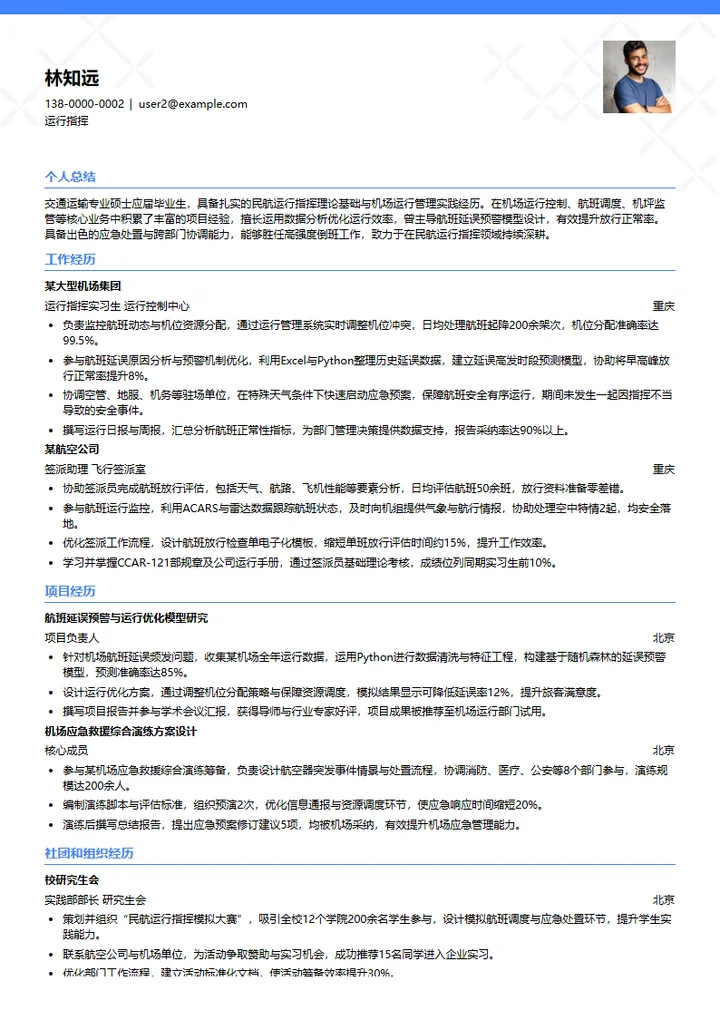 林知远
138-0000-0002 | user2@example.com
运行指挥
个人总结
交通运输专业硕士应届毕业生，具备扎实的民航运行指挥理论基础与机场运行管理实践经历。在机场运行控制、航班调度、机坪监
管等核心业务中积累了丰富的项目经验，擅长运用数据分析优化运行效率，曾主导航班延误预警模型设计，有效提升放行正常率。
具备出色的应急处置与跨部门协调能力，能够胜任高强度倒班工作，致力于在民航运行指挥领域持续深耕。
工作经历
某大型机场集团
运行指挥实习生 运行控制中心 重庆
• 负责监控航班动态与机位资源分配，通过运行管理系统实时调整机位冲突，日均处理航班起降200余架次，机位分配准确率达
99.5%。
• 参与航班延误原因分析与预警机制优化，利用Excel与Python整理历史延误数据，建立延误高发时段预测模型，协助将早高峰放
行正常率提升8%。
• 协调空管、地服、机务等驻场单位，在特殊天气条件下快速启动应急预案，保障航班安全有序运行，期间未发生一起因指挥不当
导致的安全事件。
• 撰写运行日报与周报，汇总分析航班正常性指标，为部门管理决策提供数据支持，报告采纳率达90%以上。
某航空公司
签派助理 飞行签派室 重庆
• 协助签派员完成航班放行评估，包括天气、航路、飞机性能等要素分析，日均评估航班50余班，放行资料准备零差错。
• 参与航班运行监控，利用ACARS与雷达数据跟踪航班状态，及时向机组提供气象与航行情报，协助处理空中特情2起，均安全落
地。
• 优化签派工作流程，设计航班放行检查单电子化模板，缩短单班放行评估时间约15%，提升工作效率。
• 学习并掌握CCAR-121部规章及公司运行手册，通过签派员基础理论考核，成绩位列同期实习生前10%。
项目经历
航班延误预警与运行优化模型研究
项目负责人 北京
• 针对机场航班延误频发问题，收集某机场全年运行数据，运用Python进行数据清洗与特征工程，构建基于随机森林的延误预警
模型，预测准确率达85%。
• 设计运行优化方案，通过调整机位分配策略与保障资源调度，模拟结果显示可降低延误率12%，提升旅客满意度。
• 撰写项目报告并参与学术会议汇报，获得导师与行业专家好评，项目成果被推荐至机场运行部门试用。
机场应急救援综合演练方案设计
核心成员 北京
• 参与某机场应急救援综合演练筹备，负责设计航空器突发事件情景与处置流程，协调消防、医疗、公安等8个部门参与，演练规
模达200余人。
• 编制演练脚本与评估标准，组织预演2次，优化信息通报与资源调度环节，使应急响应时间缩短20%。
• 演练后撰写总结报告，提出应急预案修订建议5项，均被机场采纳，有效提升机场应急管理能力。
社团和组织经历
校研究生会
实践部部长 研究生会 北京
• 策划并组织“民航运行指挥模拟大赛”，吸引全校12个学院200余名学生参与，设计模拟航班调度与应急处置环节，提升学生实
践能力。
• 联系航空公司与机场单位，为活动争取赞助与实习机会，成功推荐15名同学进入企业实习。
• 优化部门工作流程，建立活动标准化文档，使活动筹备效率提升30%。